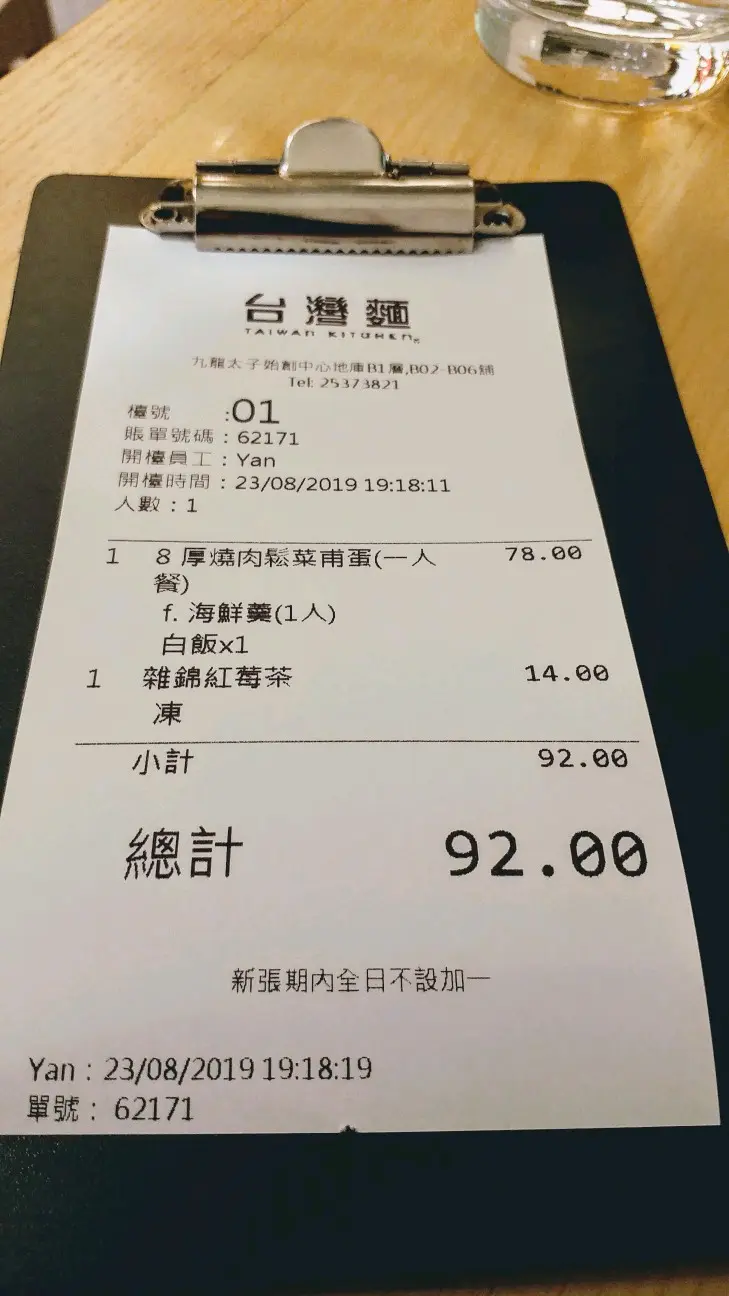 台灣麵
TAIWAN KITCHEN
九龍太子始創中心地庫B1層,B02-B06舖
Tel: 25373821
檯號 :01
賬單號碼 : 62171
開檯員工 : Yan
開檯時間 : 23/08/2019 19:18:11
人數 : 1
1 8 厚燒肉鬆菜甫蛋(一人 78.00
餐)
f. 海鮮羹(1人)
白飯x1
1 雜錦紅莓茶 14.00
凍
小計 92.00
總計 92.00
新張期內全日不設加一
Yan : 23/08/2019 19:18:19
單號 : 62171